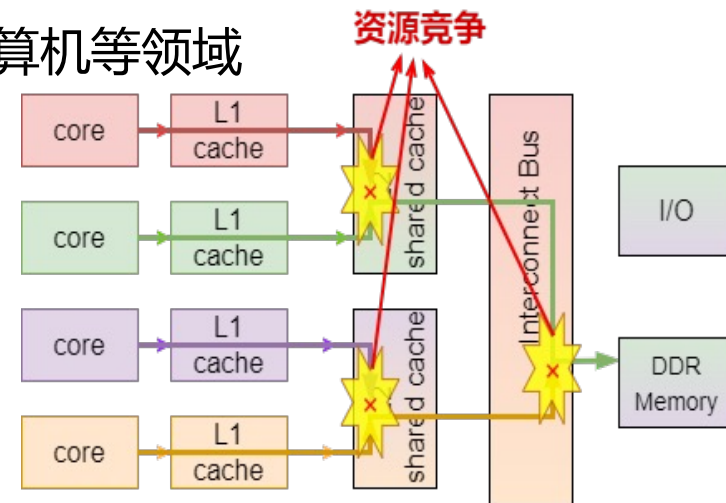 资源竞争
算机等领域
core
L1
cache
shared cache
Interconnect Bus
core
L1
cache
I/O
core
L1
cache
shared cache
DDR
Memory
core
L1
cache